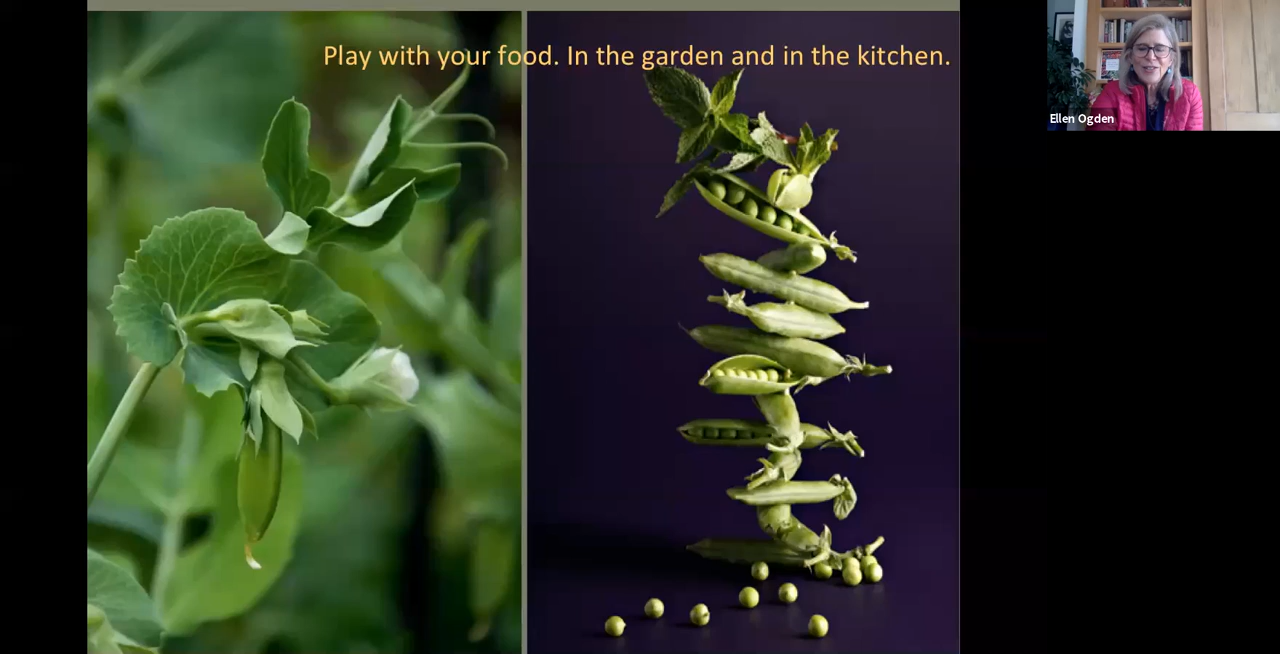 Play with your food. In the garden and in the kitchen.
Ellen Ogden